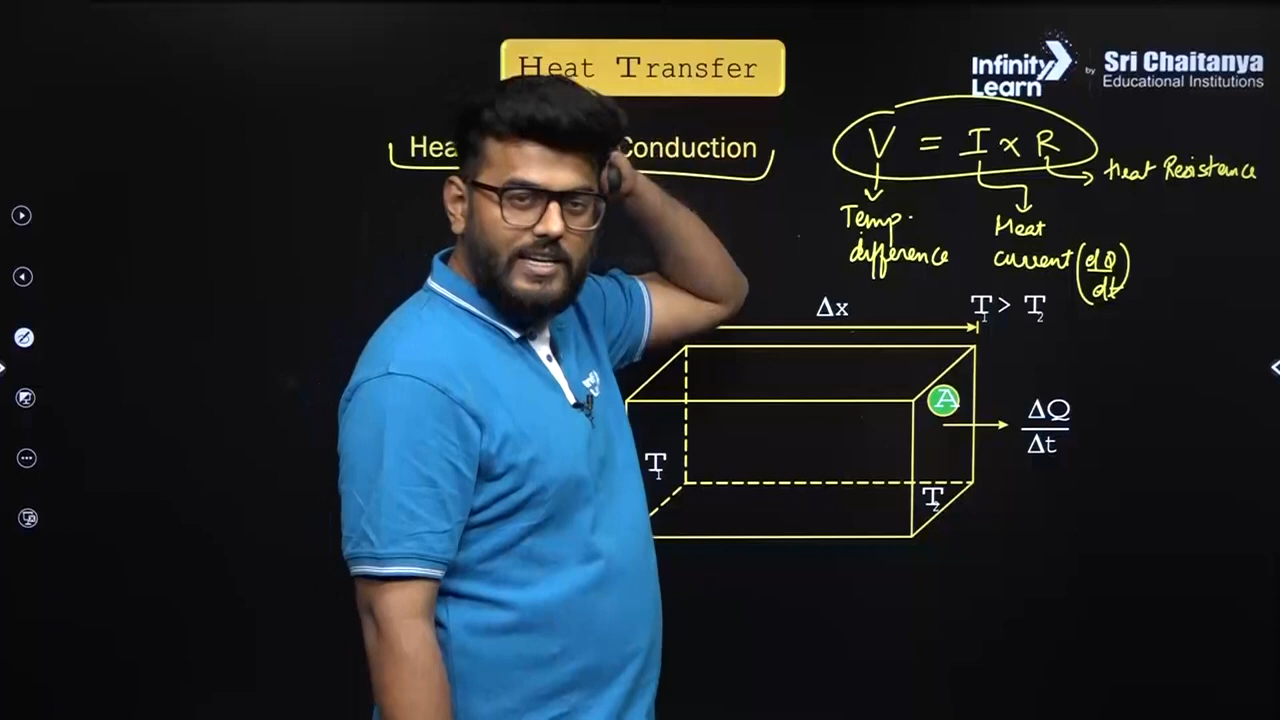 Heat Transfer
Infinity Learn by Sri Chaitanya Educational Institutions
Hea Conduction
V = I × R
Heat Resistance
Temp. difference
Heat current (dQ/dt)
Δx
T₁ > T₂
A
ΔQ/Δt
T₁
T₂